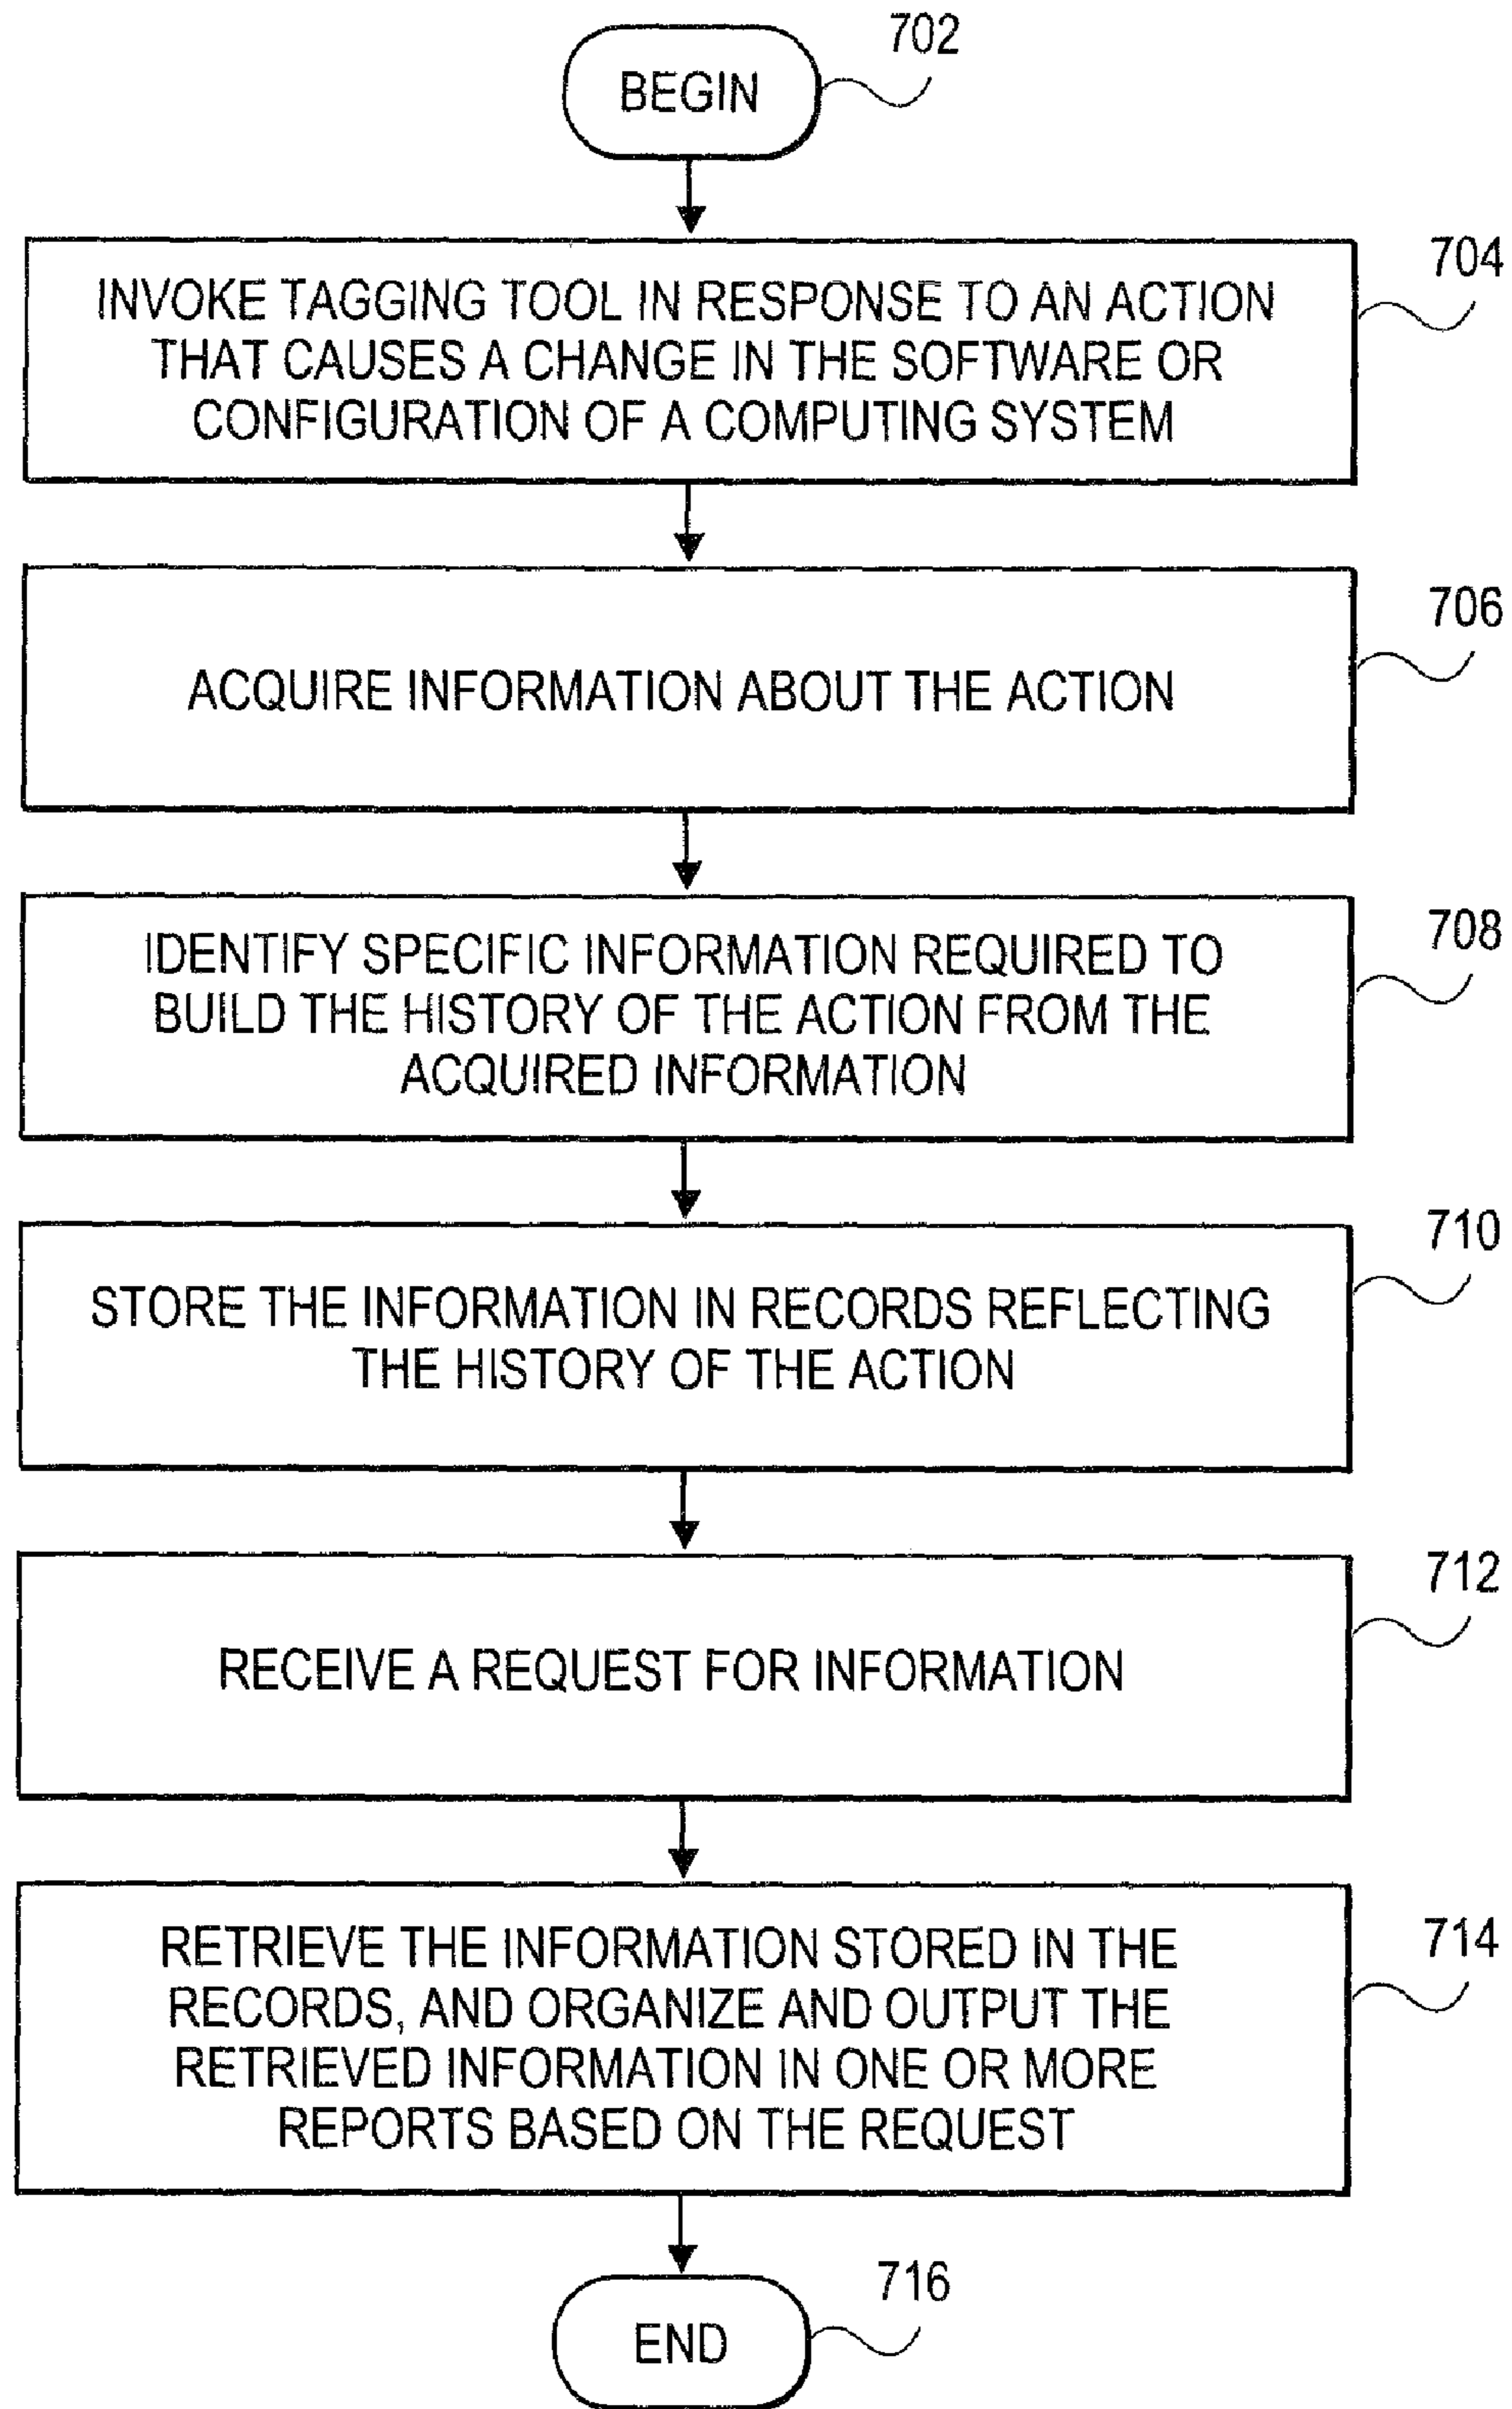 702
BEGIN
704
INVOKE TAGGING TOOL IN RESPONSE TO AN ACTION
THAT CAUSES A CHANGE IN THE SOFTWARE OR
CONFIGURATION OF A COMPUTING SYSTEM
706
ACQUIRE INFORMATION ABOUT THE ACTION
708
IDENTIFY SPECIFIC INFORMATION REQUIRED TO
BUILD THE HISTORY OF THE ACTION FROM THE
ACQUIRED INFORMATION
710
STORE THE INFORMATION IN RECORDS REFLECTING
THE HISTORY OF THE ACTION
712
RECEIVE A REQUEST FOR INFORMATION
714
RETRIEVE THE INFORMATION STORED IN THE
RECORDS, AND ORGANIZE AND OUTPUT THE
RETRIEVED INFORMATION IN ONE OR MORE
REPORTS BASED ON THE REQUEST
716
END